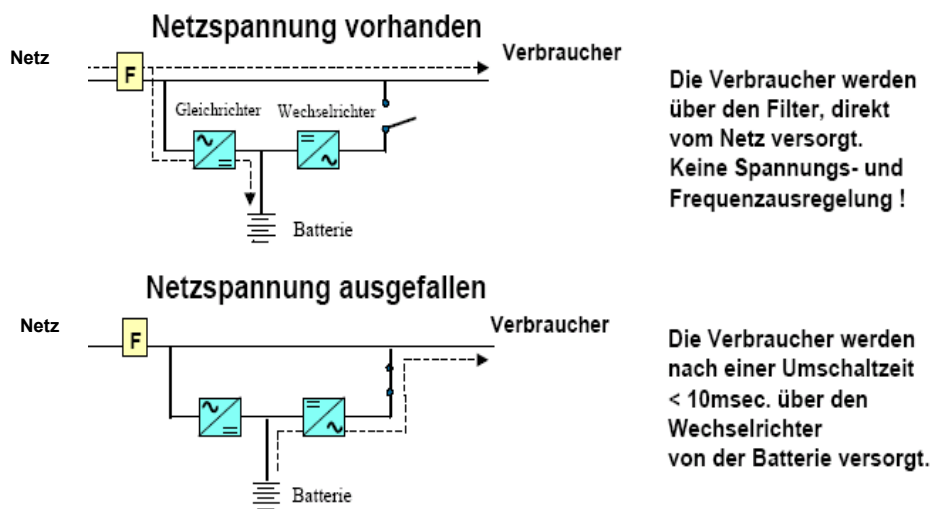 Netzspannung vorhanden
Netz
Verbraucher
F
Gleichrichter
Wechselrichter
Batterie
Die Verbraucher werden
über den Filter, direkt
vom Netz versorgt.
Keine Spannungs- und
Frequenzausregelung !
Netzspannung ausgefallen
Netz
Verbraucher
F
Batterie
Die Verbraucher werden
nach einer Umschaltzeit
< 10msec. über den
Wechselrichter
von der Batterie versorgt.